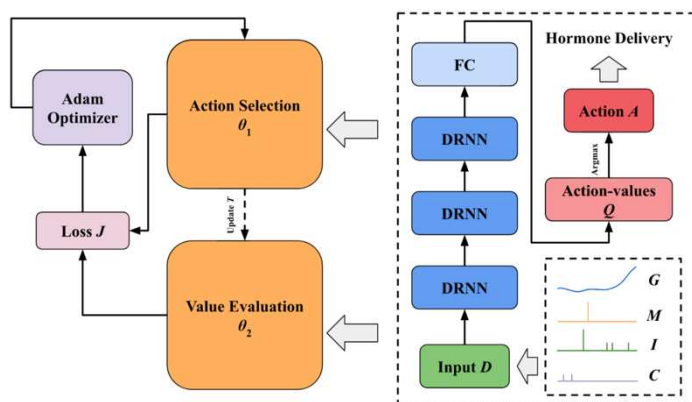 Adam
Optimizer
Action Selection
θ1
Loss J
Update T
Value Evaluation
θ2
FC
DRNN
DRNN
DRNN
Input D
Hormone Delivery
Action A
Argmax
Action-values
Q
G
M
I
C